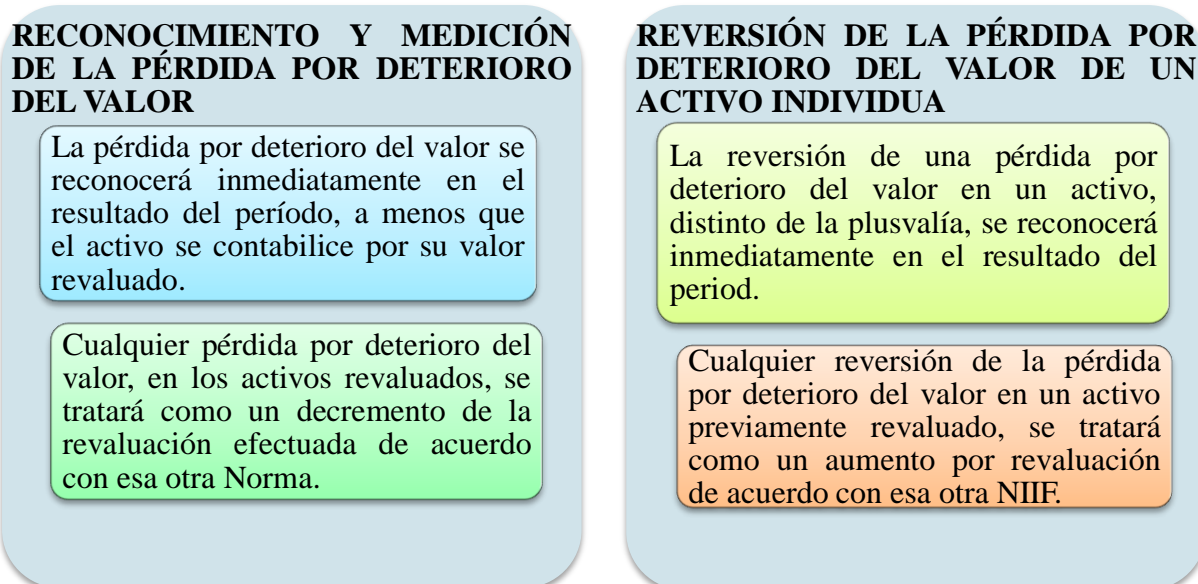 RECONOCIMIENTO Y MEDICIÓN
DE LA PÉRDIDA POR DETERIORO
DEL VALOR
La pérdida por deterioro del valor se
reconocerá inmediatamente en el
resultado del período, a menos que
el activo se contabilice por su valor
revaluado.
Cualquier pérdida por deterioro del
valor, en los activos revaluados, se
tratará como un decremento de la
revaluación efectuada de acuerdo
con esa otra Norma.
REVERSIÓN DE LA PÉRDIDA POR
DETERIORO DEL VALOR DE UN
ACTIVO INDIVIDUA
La reversión de una pérdida por
deterioro del valor en un activo,
distinto de la plusvalía, se reconocerá
inmediatamente en el resultado del
period.
Cualquier reversión de la pérdida
por deterioro del valor en un activo
previamente revaluado, se tratará
como un aumento por revaluación
de acuerdo con esa otra NIIF.